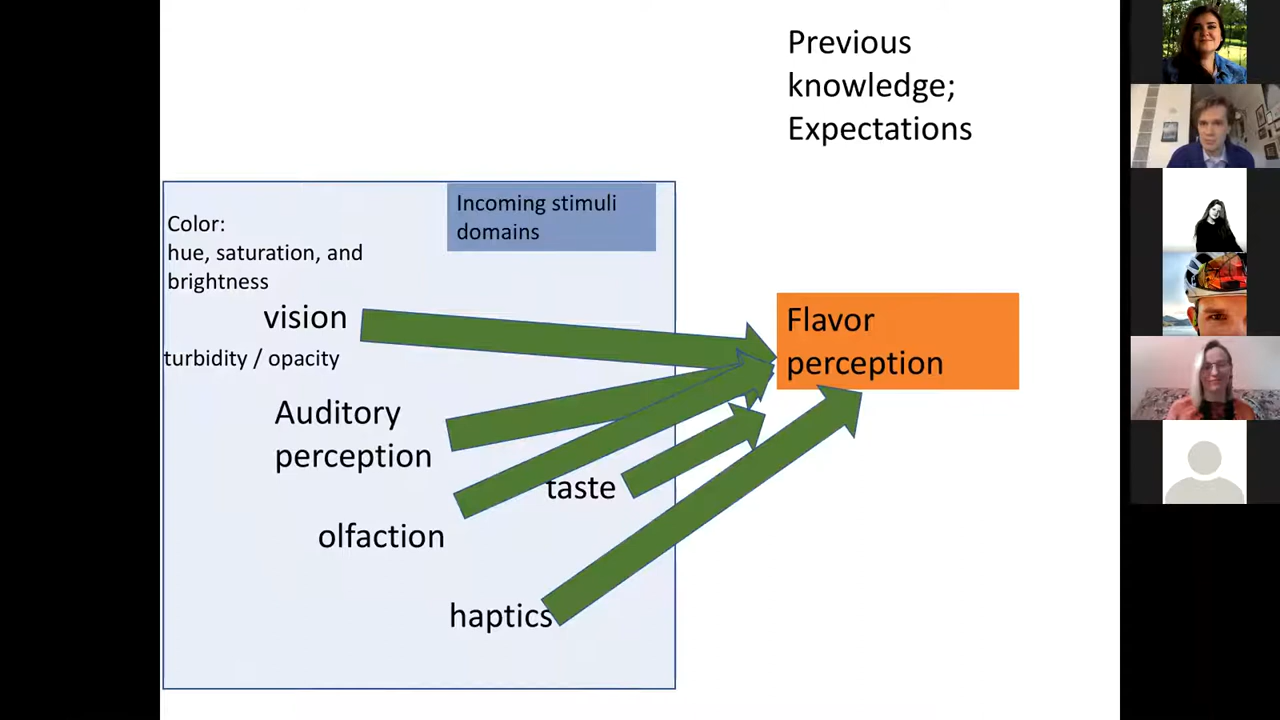 Previous
knowledge;
Expectations
Incoming stimuli
domains
Color:
hue, saturation, and
brightness
vision
turbidity / opacity
Auditory
perception
olfaction
taste
haptics
Flavor
perception